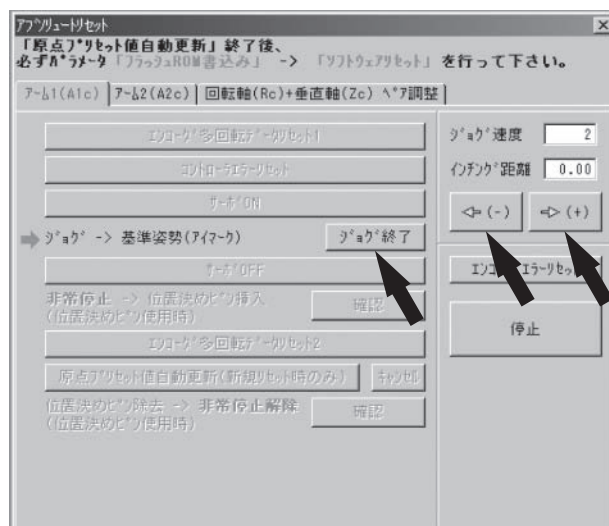 アブソリュートリセット
「原点プリセット値自動更新」終了後、
必ずパラメータ「フラッシュROM書込み」 -> 「ソフトウェアリセット」を行って下さい。
アーム1(A1c) アーム2(A2c) 回転軸(Rc)+垂直軸(Zc) ペア調整
エンコーダ多回転データリセット1
コントローラエラーリセット
サーボON
ジョグ -> 基準姿勢(アイマーク) ジョグ終了
サーボOFF
非常停止 -> 位置決めピン挿入
(位置決めピン使用時) 確認
エンコーダ多回転データリセット2
原点プリセット値自動更新(新規リセット時のみ) キャンセル
位置決めピン除去 -> 非常停止解除
(位置決めピン使用時) 確認
ジョグ速度 2
インチング距離 0.00
(-) (+)
停止